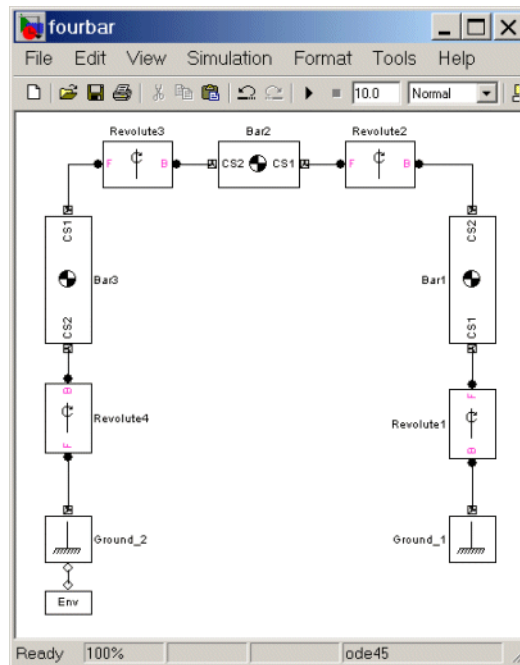 fourbar
File Edit View Simulation Format Tools Help
10.0 Normal
Revolute3 Bar2 Revolute2
F B CS2 CS1 F B
CS1 CS2
Bar3 Bar1
CS2 CS1
B F
Revolute4 Revolute1
F B
Ground_2 Ground_1
Env
Ready 100% ode45